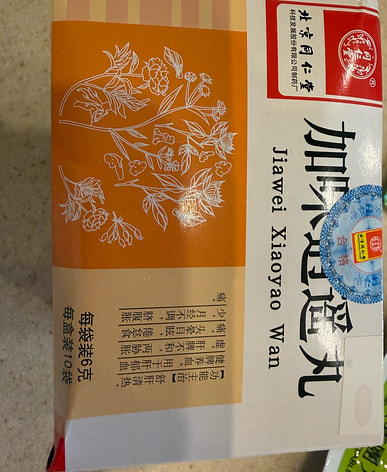 北京同仁堂
科技发展股份有限公司制药厂
加味逍遥丸
Jiawei Xiaoyao Wan
合格
【功能主治】舒肝清热，
健脾养血。用于肝郁血
虚，肝脾不和，两胁胀
痛，头晕目眩，倦怠食
少，月经不调，脐腹胀
痛。
每袋装6克
每盒装10袋